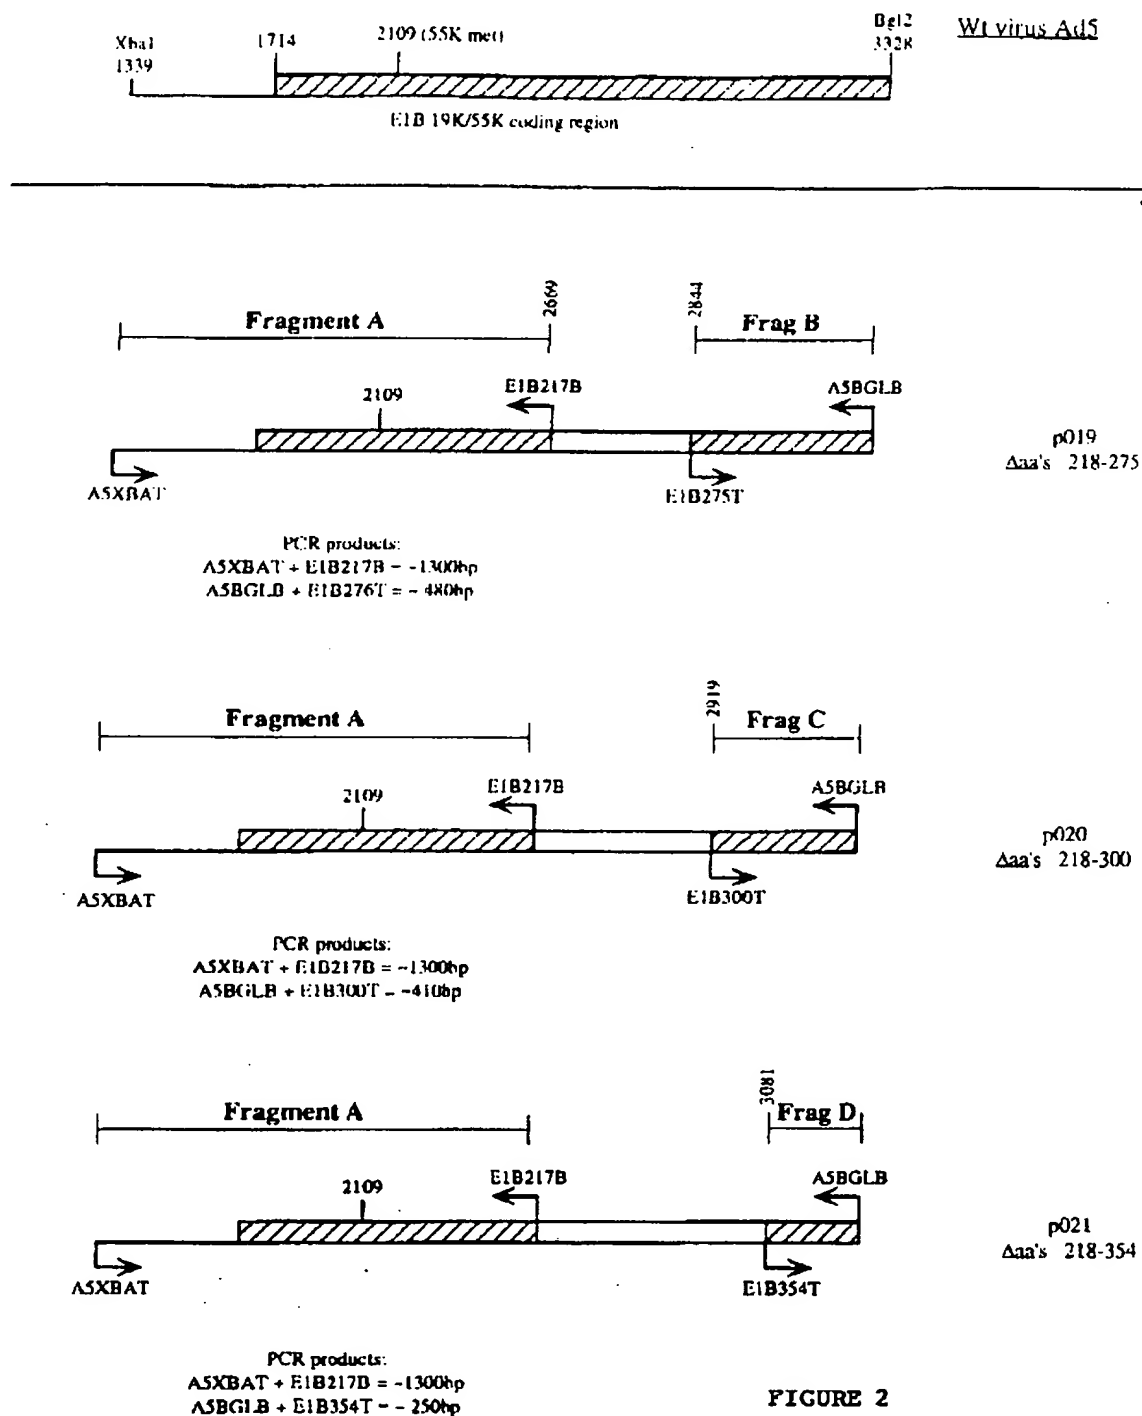 Wt virus Ad5
Xba1
1339
1714
2109 (55K met)
Bgl2
3328
E1B 19K/55K coding region
Fragment A
2669
2844
Frag B
2109
E1B217B
A5BGLB
A5XBAT
E1B275T
p019
Δaa's 218-275
PCR products:
A5XBAT + E1B217B = ~1300bp
A5BGLB + E1B276T = ~ 480bp
Fragment A
2919
Frag C
2109
E1B217B
A5BGLB
A5XBAT
E1B300T
p020
Δaa's 218-300
PCR products:
A5XBAT + E1B217B = ~1300bp
A5BGLB + E1B300T = ~410bp
Fragment A
3081
Frag D
2109
E1B217B
A5BGLB
A5XBAT
E1B354T
p021
Δaa's 218-354
PCR products:
A5XBAT + E1B217B = ~1300bp
A5BGLB + E1B354T = ~ 250bp
FIGURE 2